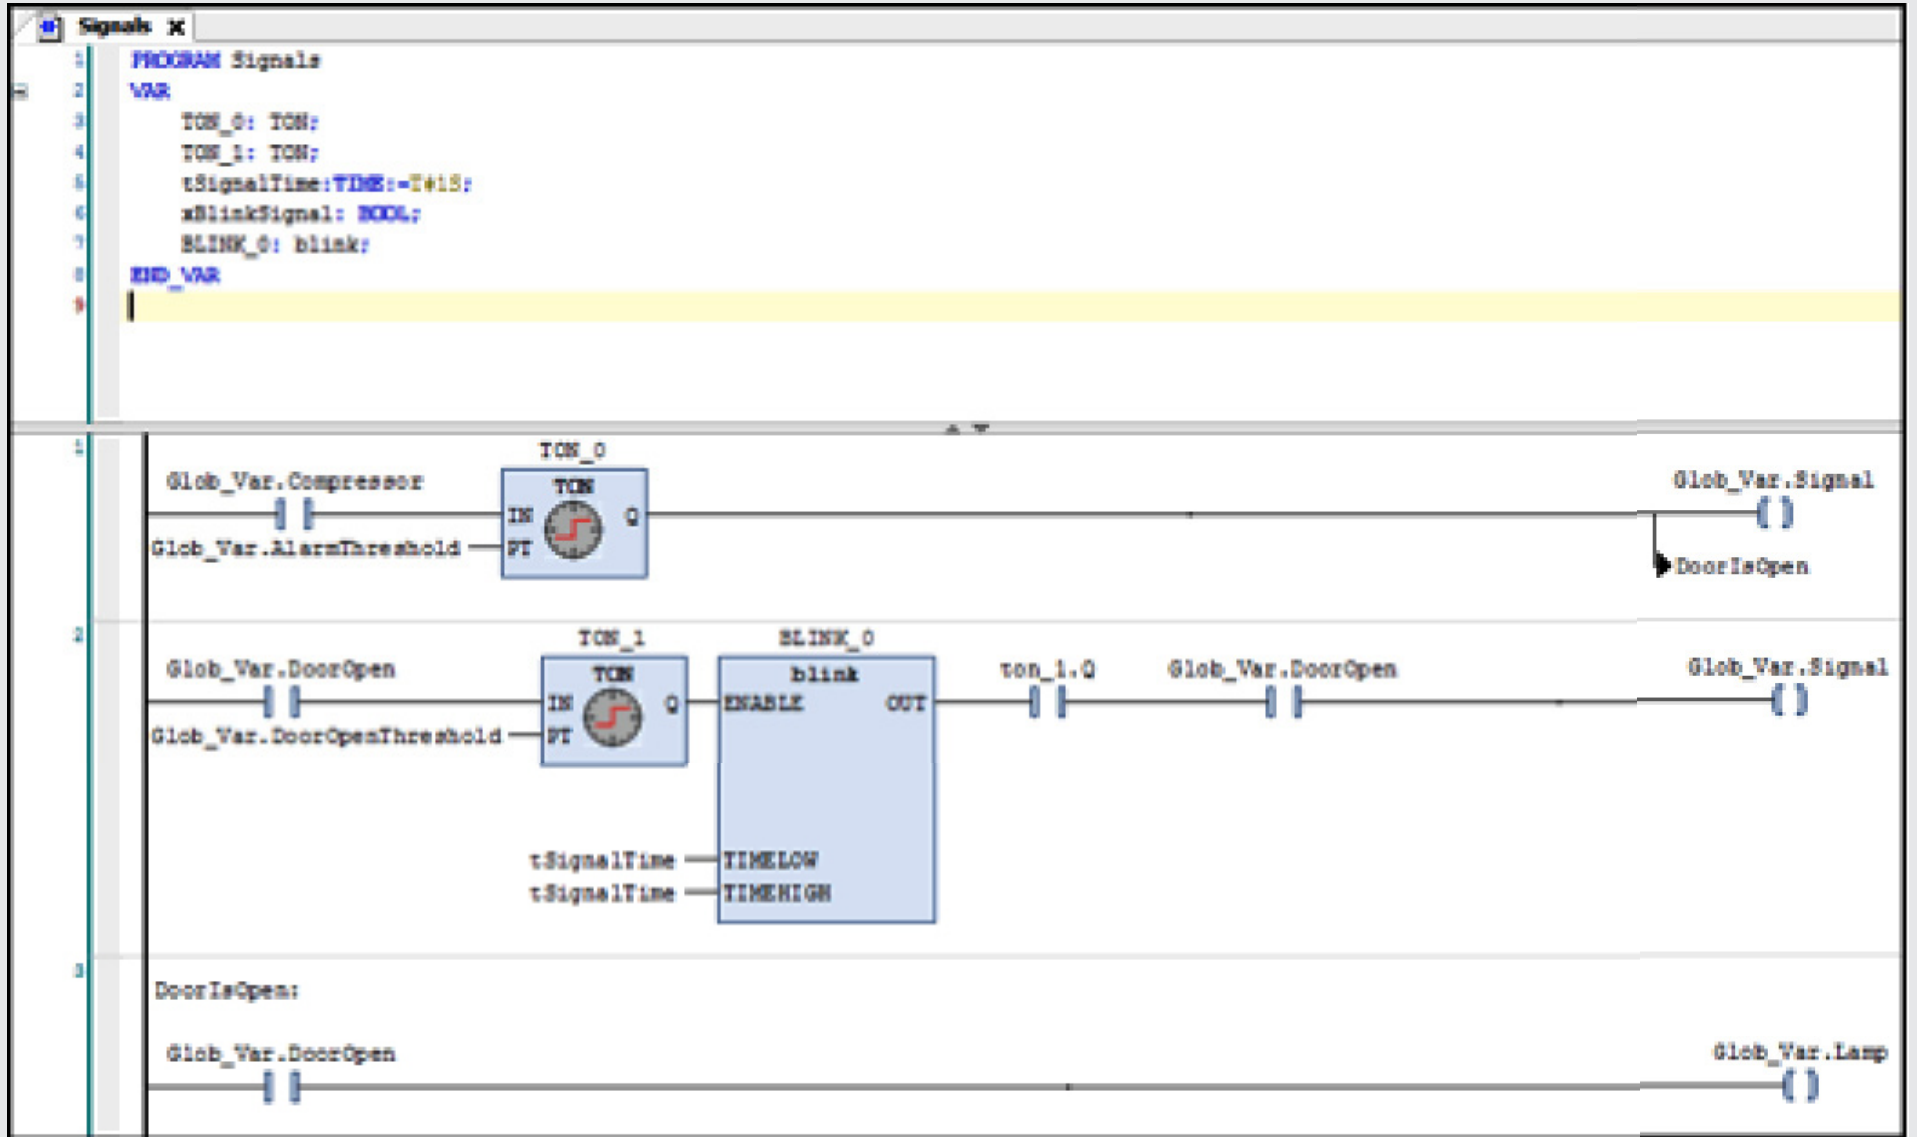 Signals
1 PROGRAM Signals
2 VAR
3 TON_0: TON;
4 TON_1: TON;
5 tSignalTime:TIME:=T#1S;
6 xBlinkSignal: BOOL;
7 BLINK_0: blink;
8 END_VAR
9
1
TON_0
Glob_Var.Compressor TON Glob_Var.Signal
IN Q
Glob_Var.AlarmThreshold PT
DoorIsOpen
2
TON_1 BLINK_0
Glob_Var.DoorOpen TON blink ton_1.Q Glob_Var.DoorOpen Glob_Var.Signal
IN Q ENABLE OUT
Glob_Var.DoorOpenThreshold PT
tSignalTime TIMELOW
tSignalTime TIMEHIGH
3
DoorIsOpen:
Glob_Var.DoorOpen Glob_Var.Lamp